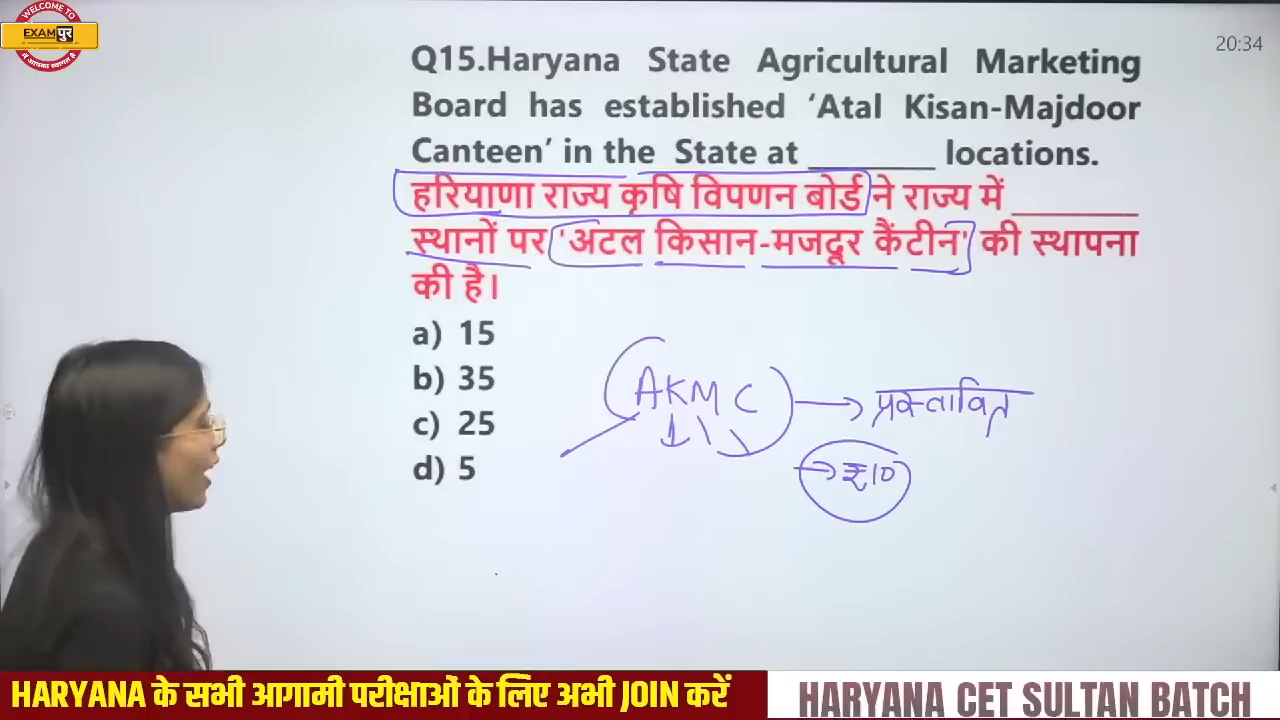 WELCOME TO
EXAMपुर
में आपका स्वागत है
20:34
Q15.Haryana State Agricultural Marketing
Board has established ‘Atal Kisan-Majdoor
Canteen’ in the State at ________ locations.
हरियाणा राज्य कृषि विपणन बोर्ड ने राज्य में ________
स्थानों पर 'अटल किसान-मजदूर कैंटीन' की स्थापना
की है।
a) 15
b) 35
c) 25
d) 5
AKMC
प्रस्तावित
₹10
HARYANA के सभी आगामी परीक्षाओं के लिए अभी JOIN करें
HARYANA CET SULTAN BATCH